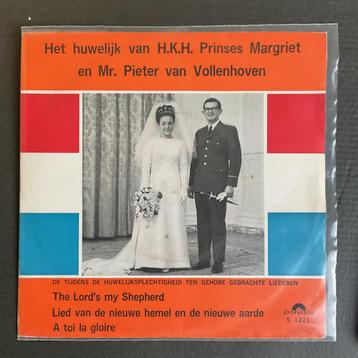 Het huwelijk van H.K.H. Prinses Margriet
en Mr. Pieter van Vollenhoven
DE TIJDENS DE HUWELIJKSPLECHTIGHEID TEN GEHORE GEBRACHTE LIEDEREN
The Lord's my Shepherd
Lied van de nieuwe hemel en de nieuwe aarde
A toi la gloire
Polydor
S 1221